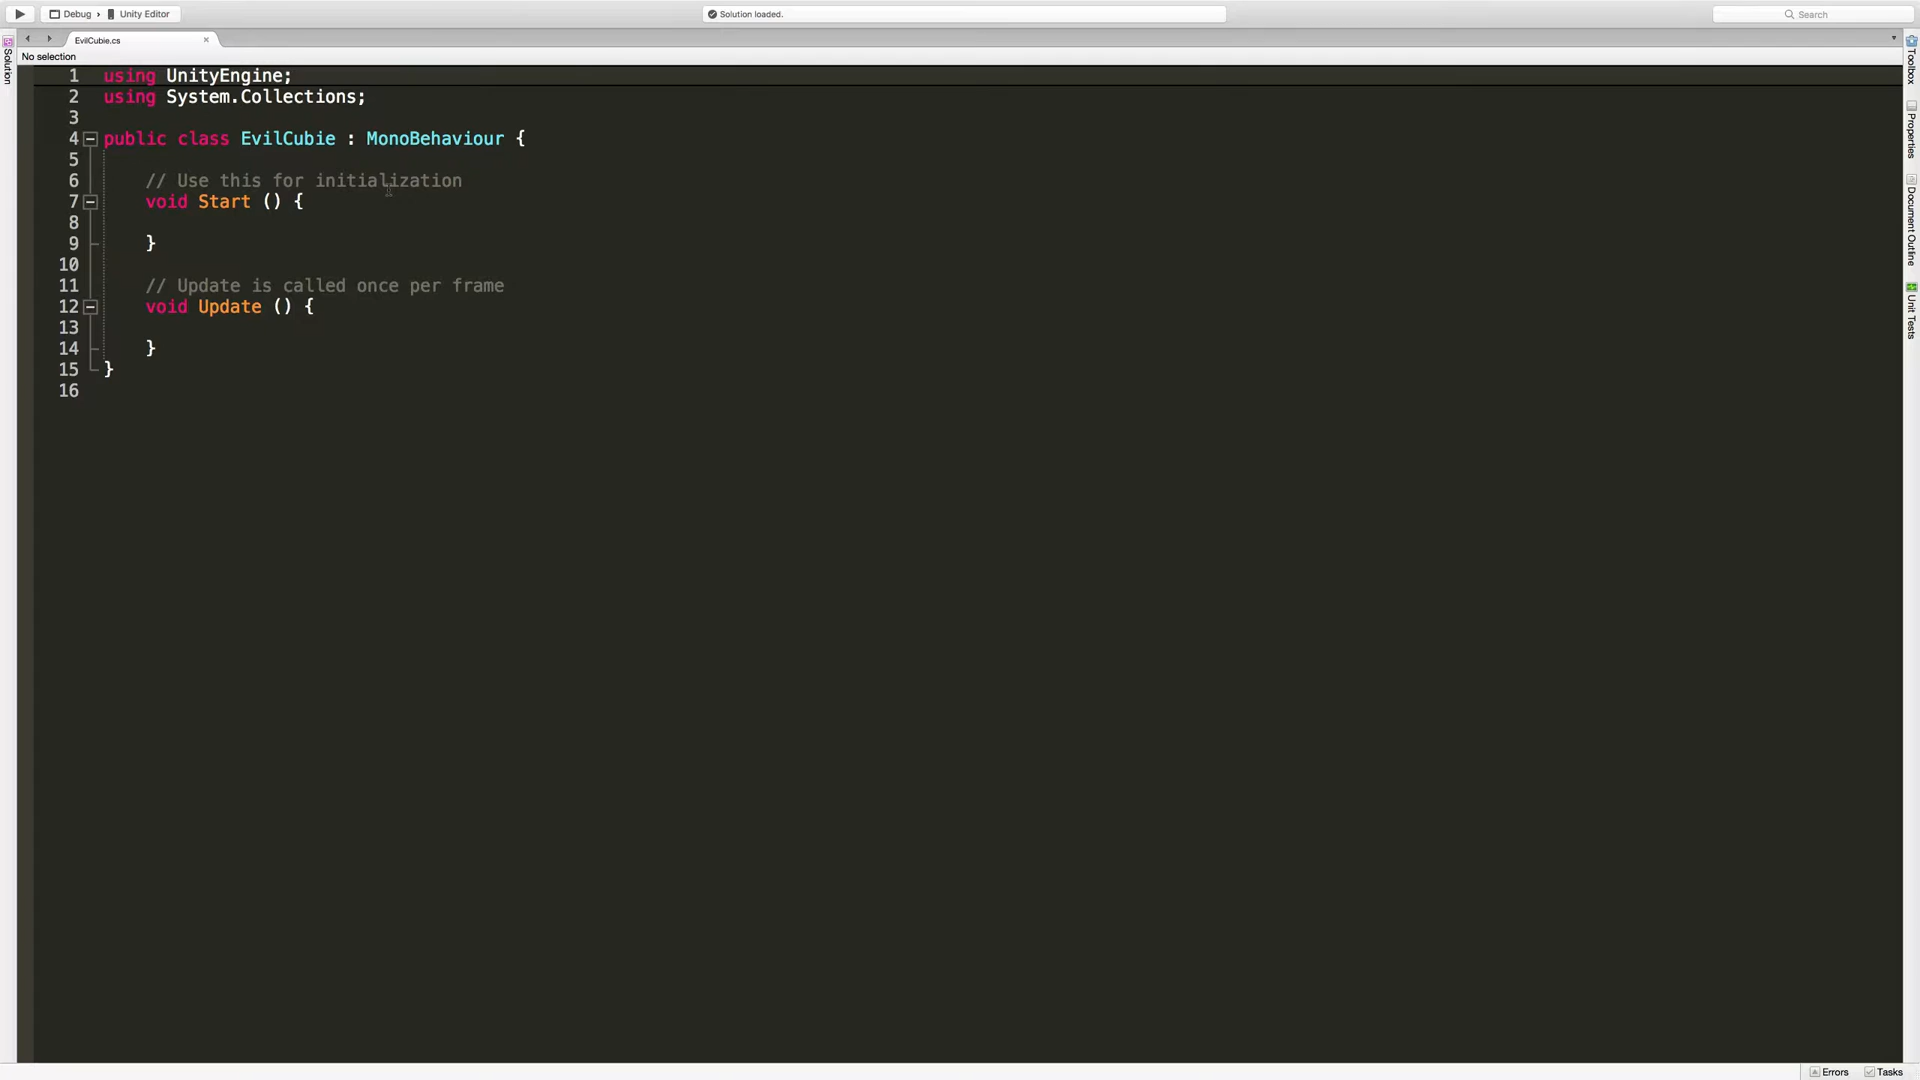 Debug › Unity Editor
Solution loaded.
Search
EvilCubie.cs
No selection
Solution
1 using UnityEngine;
2 using System.Collections;
3
4 public class EvilCubie : MonoBehaviour {
5
6 // Use this for initialization
7 void Start () {
8
9 }
10
11 // Update is called once per frame
12 void Update () {
13
14 }
15 }
16
Toolbox
Properties
Document Outline
Unit Tests
Errors
Tasks